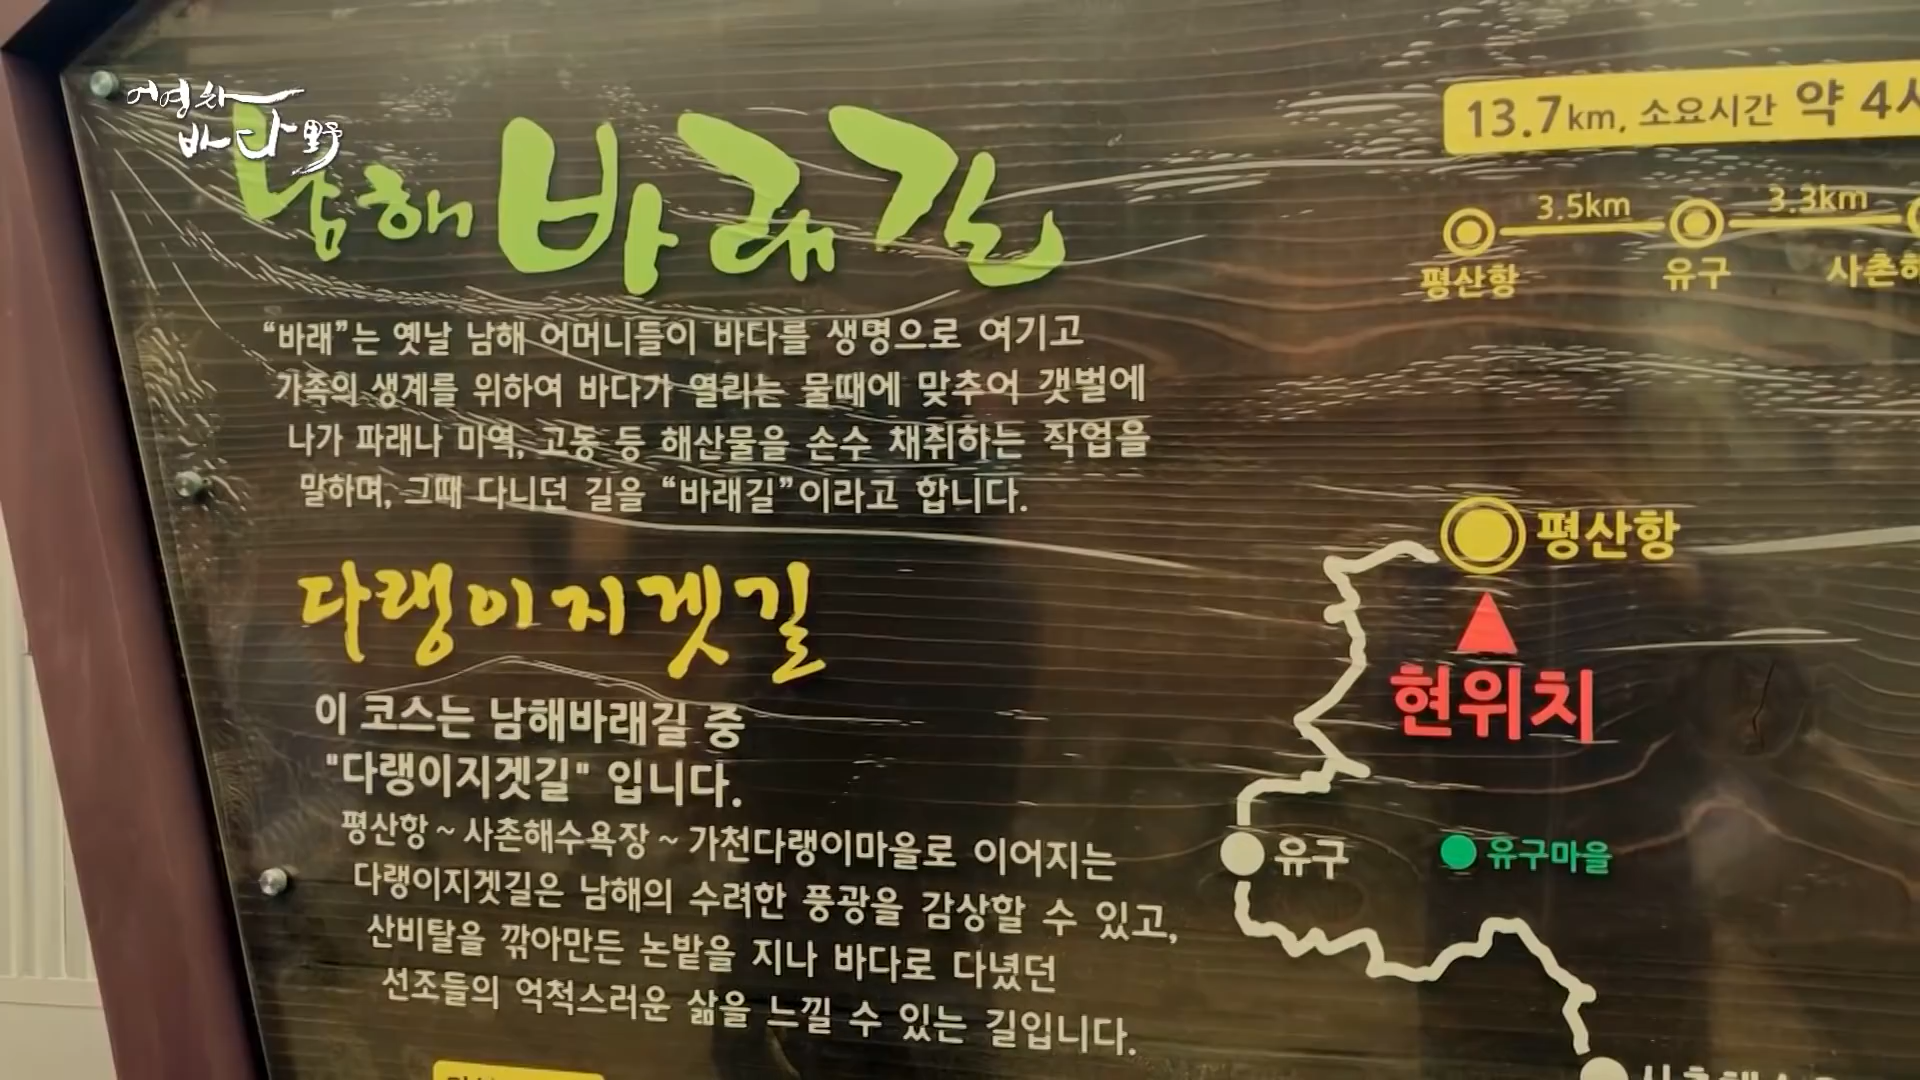 어영차
바다野
남해 바래길
“바래”는 옛날 남해 어머니들이 바다를 생명으로 여기고
가족의 생계를 위하여 바다가 열리는 물때에 맞추어 갯벌에
나가 파래나 미역, 고동 등 해산물을 손수 채취하는 작업을
말하며, 그때 다니던 길을 “바래길”이라고 합니다.
다랭이지겟길
이 코스는 남해바래길 중
"다랭이지겟길" 입니다.
평산항 ~ 사촌해수욕장 ~ 가천다랭이마을로 이어지는
다랭이지겟길은 남해의 수려한 풍광을 감상할 수 있고,
산비탈을 깎아만든 논밭을 지나 바다로 다녔던
선조들의 억척스러운 삶을 느낄 수 있는 길입니다.
13.7km, 소요시간 약 4시
3.5km 3.3km
평산항 유구 사촌해
평산항
현위치
유구 유구마을